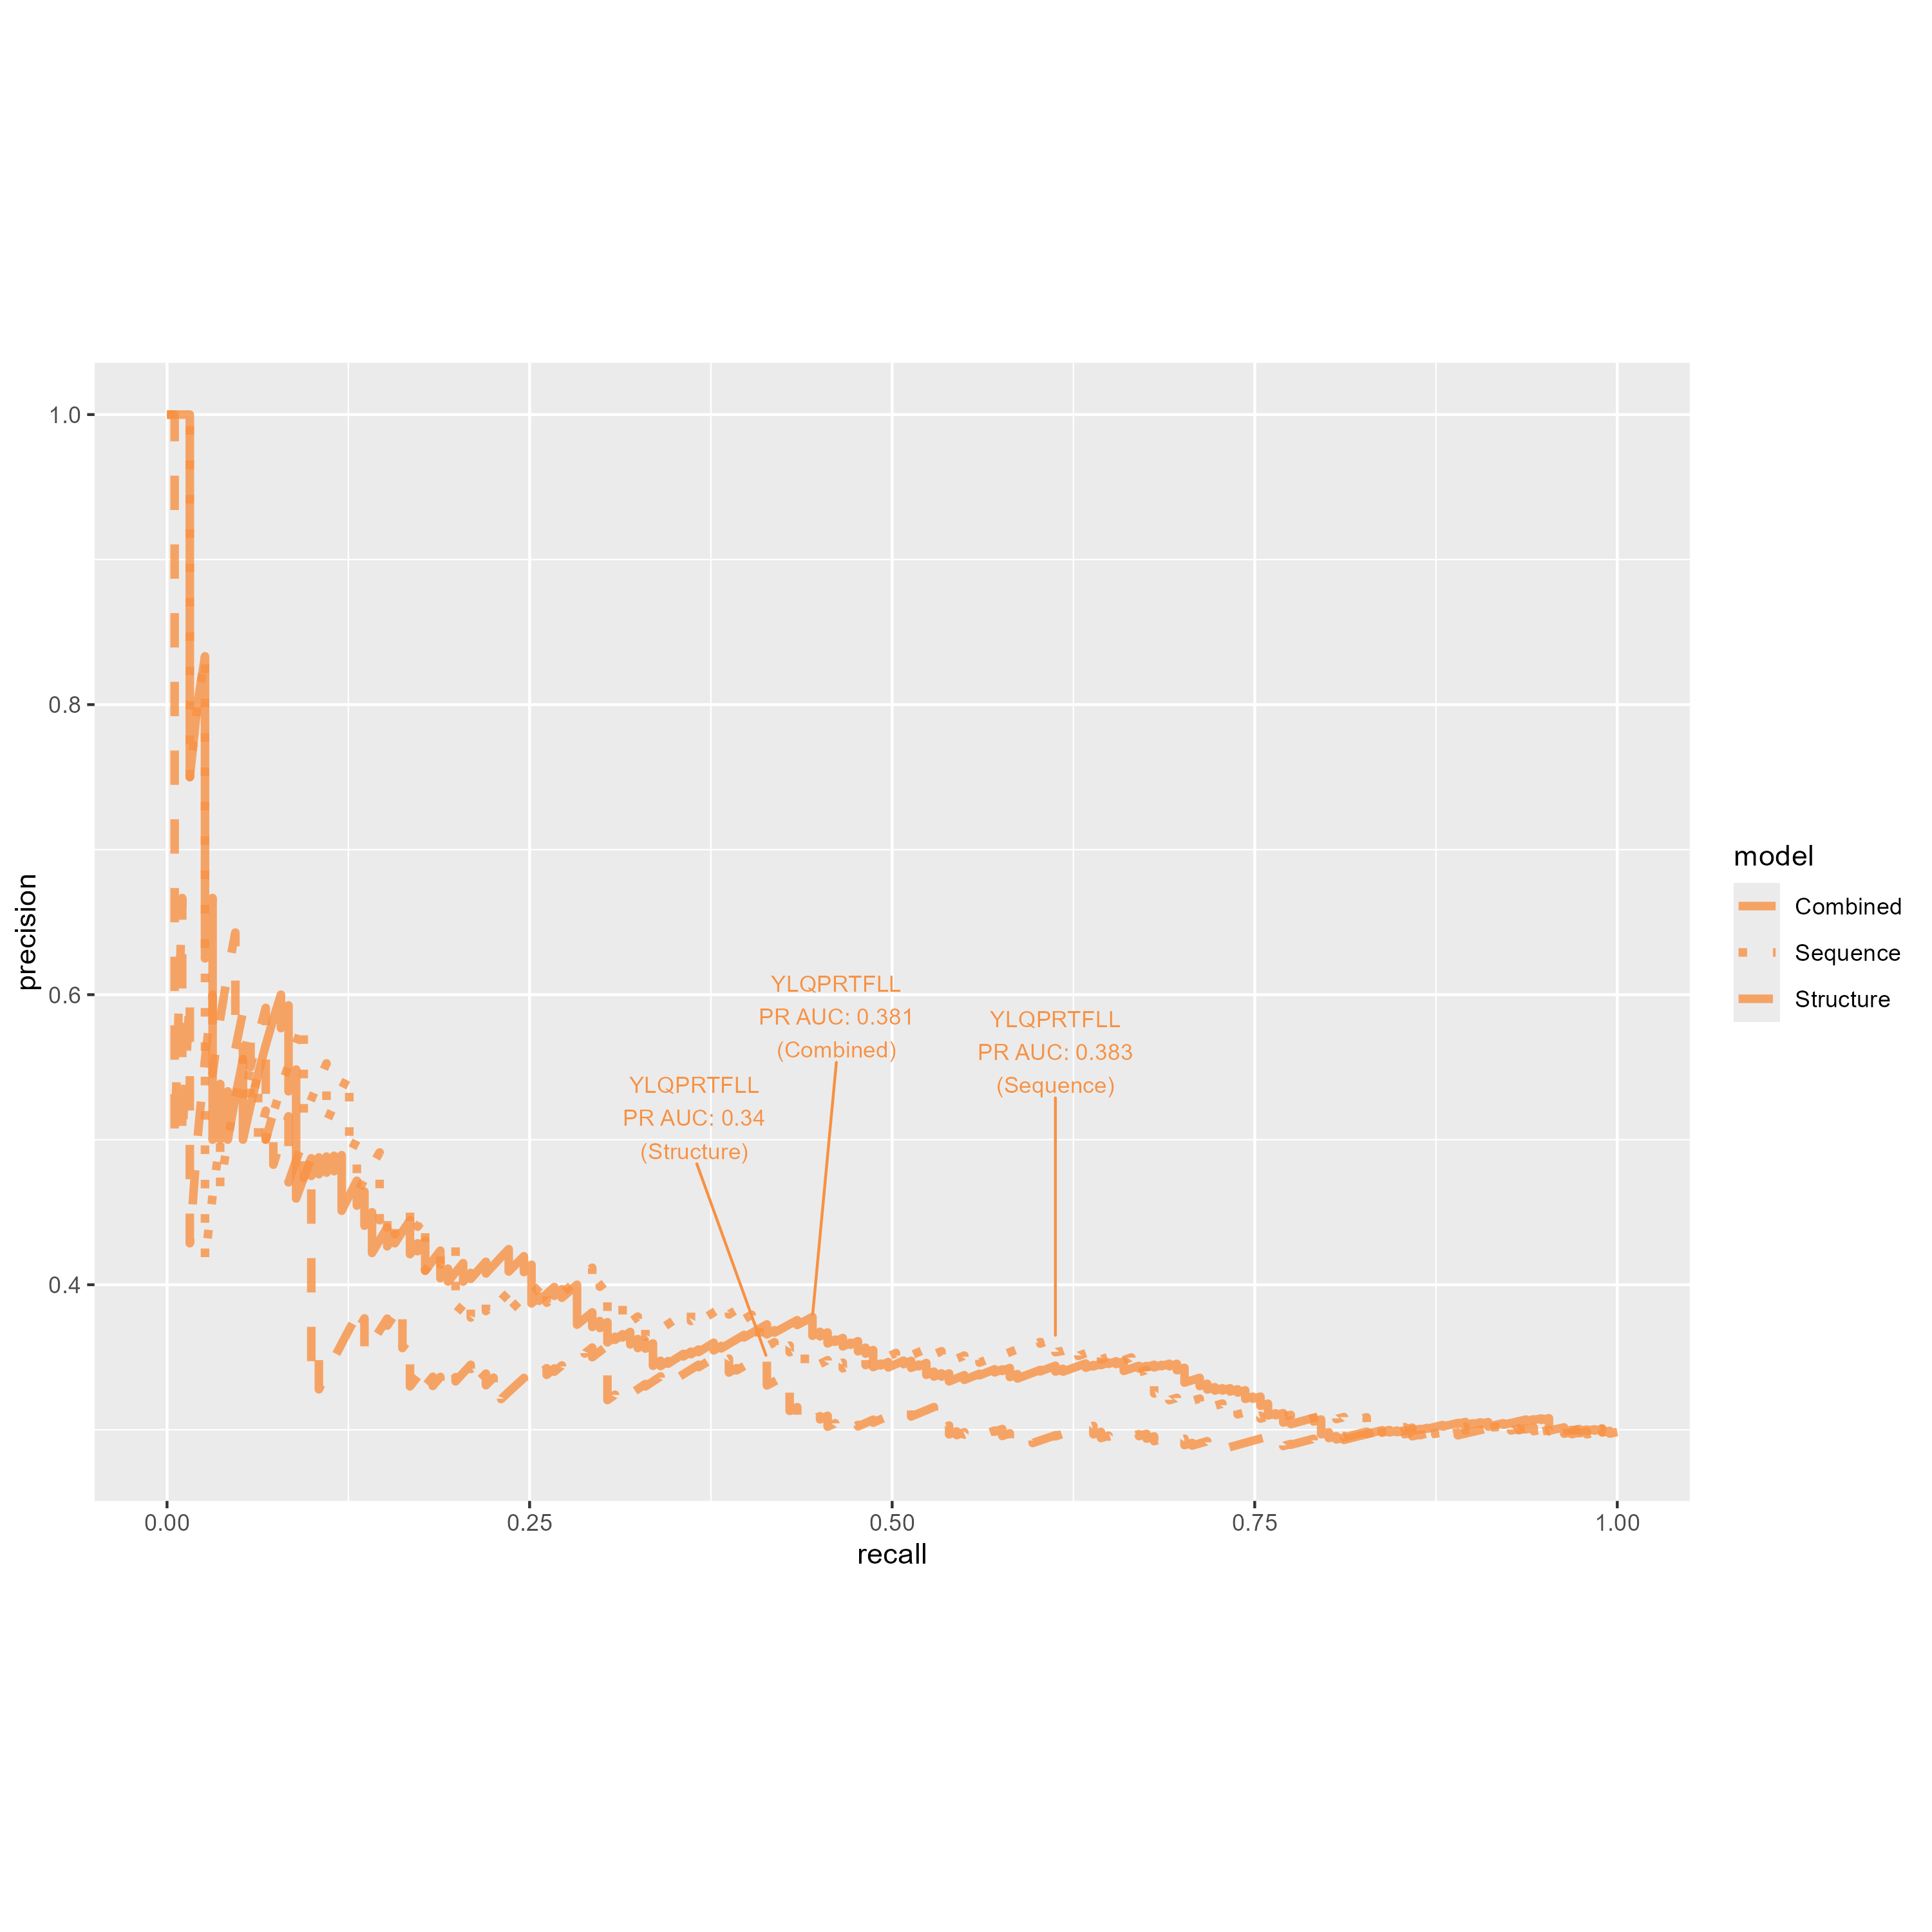 1.0
0.8
0.6
0.4
precision
YLQPRTFLL
PR AUC: 0.381
(Combined)
YLQPRTFLL
PR AUC: 0.383
(Sequence)
YLQPRTFLL
PR AUC: 0.34
(Structure)
0.00
0.25
0.50
0.75
1.00
recall
model
Combined
Sequence
Structure